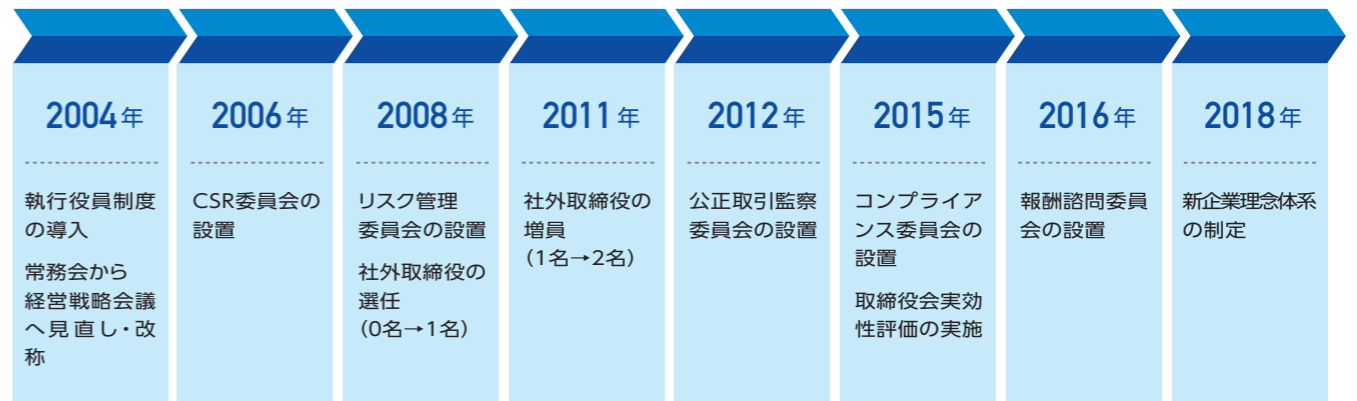 2004年
執行役員制度
の導入
常務会から
経営戦略会議
へ見直し・改
称
2006年
CSR委員会の
設置
2008年
リスク管理
委員会の設置
社外取締役の
選任
（0名→1名）
2011年
社外取締役の
増員
（1名→2名）
2012年
公正取引監察
委員会の設置
2015年
コンプライア
ンス委員会の
設置
取締役会実効
性評価の実施
2016年
報酬諮問委員
会の設置
2018年
新企業理念体系
の制定